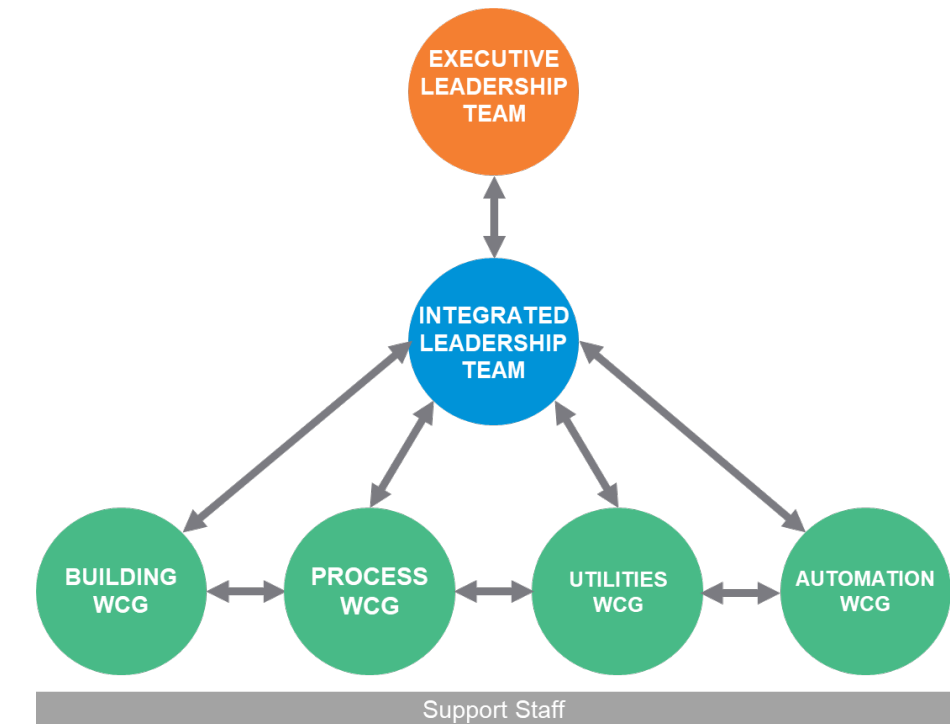 EXECUTIVE
LEADERSHIP
TEAM
INTEGRATED
LEADERSHIP
TEAM
BUILDING
WCG
PROCESS
WCG
UTILITIES
WCG
AUTOMATION
WCG
Support Staff